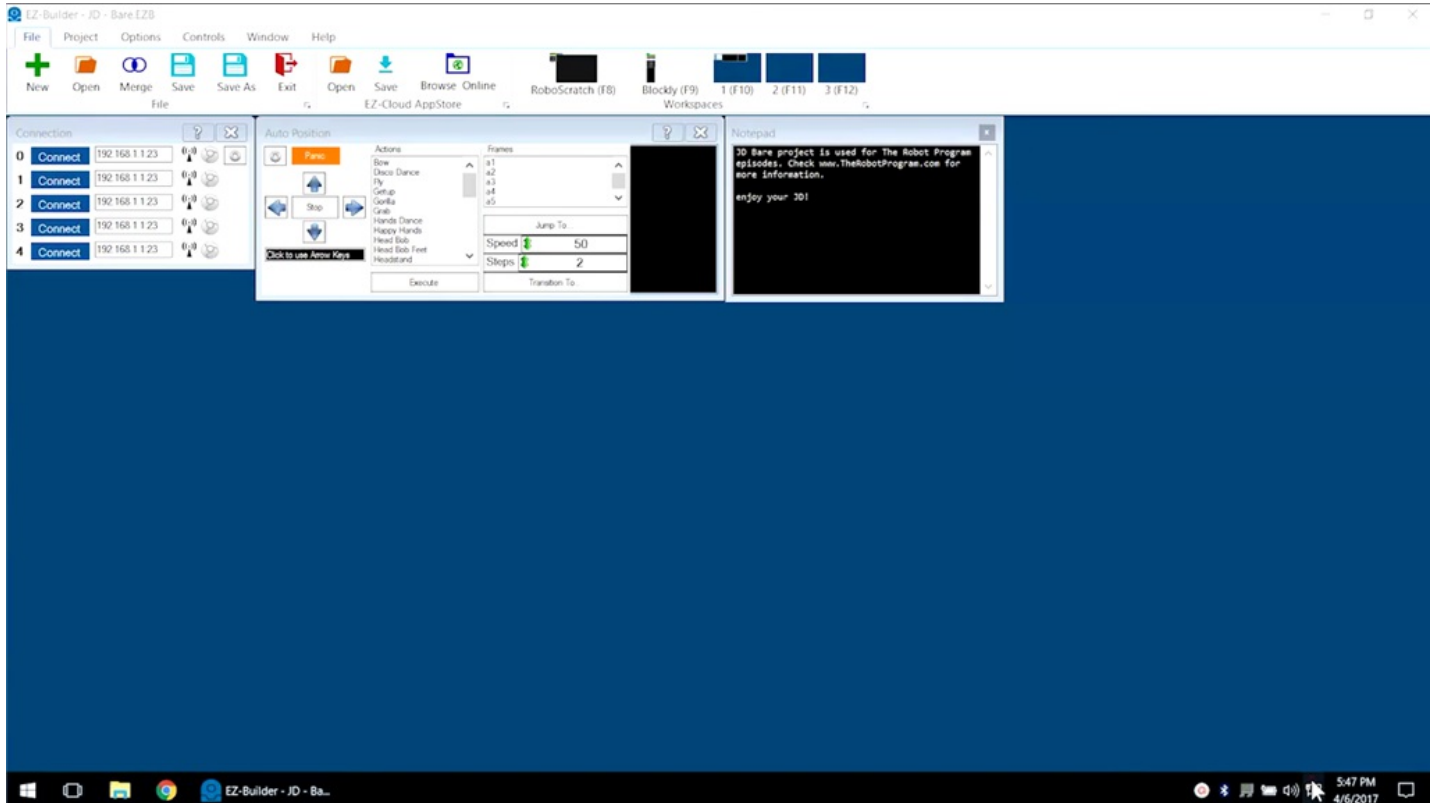 EZ-Builder - JD - Bare.EZB
File Project Options Controls Window Help
New Open Merge Save Save As Exit Open Save Browse Online RoboScratch (F8) Blockly (F9) 1 (F10) 2 (F11) 3 (F12)
File EZ-Cloud AppStore Workspaces
Connection
0 Connect 192.168.1.1:23
1 Connect 192.168.1.1:23
2 Connect 192.168.1.1:23
3 Connect 192.168.1.1:23
4 Connect 192.168.1.1:23
Auto Position
Panic
Stop
Click to use Arrow Keys
Actions
Bow
Disco Dance
Fly
Getup
Gorilla
Grab
Hands Dance
Happy Hands
Head Bob
Head Bob Feet
Headstand
Execute
Frames
a1
a2
a3
a4
a5
Jump To..
Speed 50
Steps 2
Transition To..
Notepad
JD Bare project is used for The Robot Program
episodes. Check www.TheRobotProgram.com for
more information.
enjoy your JD!
EZ-Builder - JD - Ba...
5:47 PM
4/6/2017